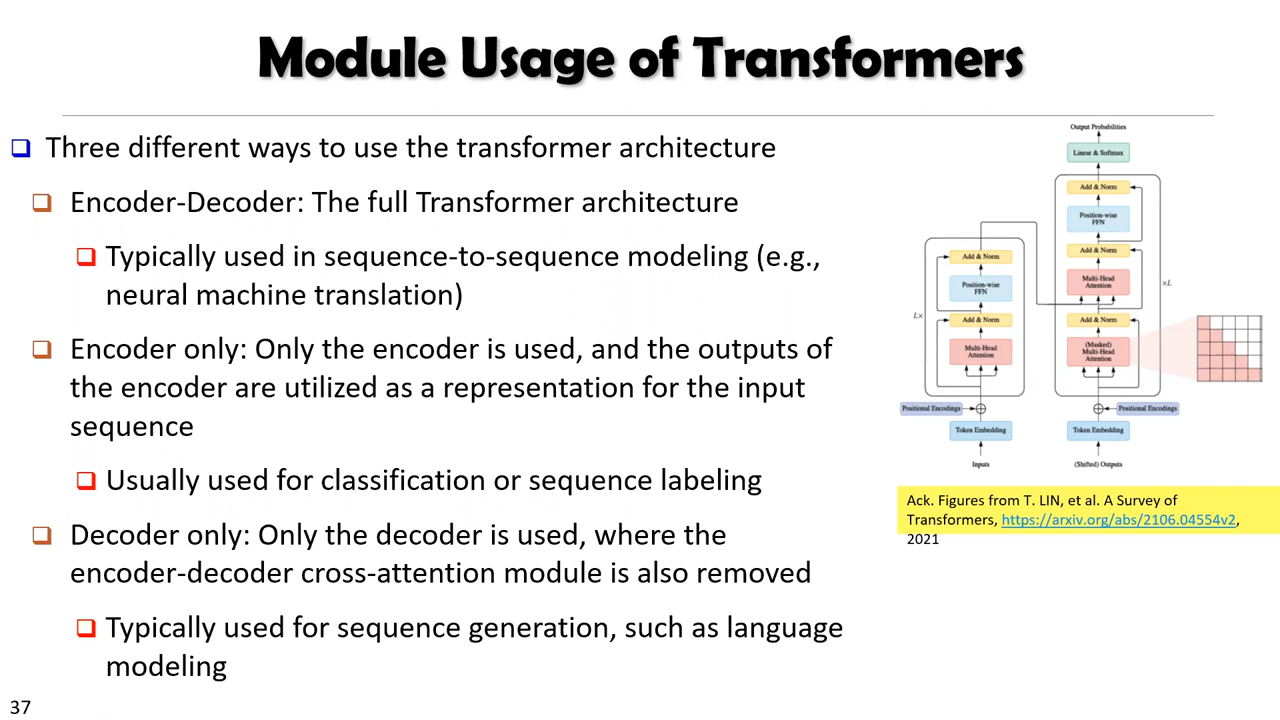 Module Usage of Transformers
Three different ways to use the transformer architecture
Encoder-Decoder: The full Transformer architecture
Typically used in sequence-to-sequence modeling (e.g.,
neural machine translation)
Encoder only: Only the encoder is used, and the outputs of
the encoder are utilized as a representation for the input
sequence
Usually used for classification or sequence labeling
Decoder only: Only the decoder is used, where the
encoder-decoder cross-attention module is also removed
Typically used for sequence generation, such as language
modeling
37
Output Probabilities
Linear & Softmax
Add & Norm
Position-wise
FFN
Add & Norm
Multi-Head
Attention
×L
Add & Norm
(Masked)
Multi-Head
Attention
Positional Encodings
Token Embedding
(Shifted) Outputs
Add & Norm
Position-wise
FFN
L×
Add & Norm
Multi-Head
Attention
Positional Encodings
Token Embedding
Inputs
Ack. Figures from T. LIN, et al. A Survey of
Transformers, https://arxiv.org/abs/2106.04554v2,
2021